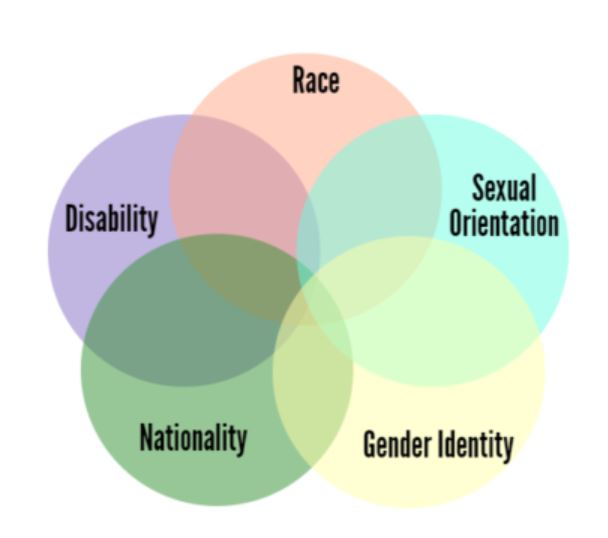 Race
Sexual
Orientation
Disability
Nationality
Gender Identity